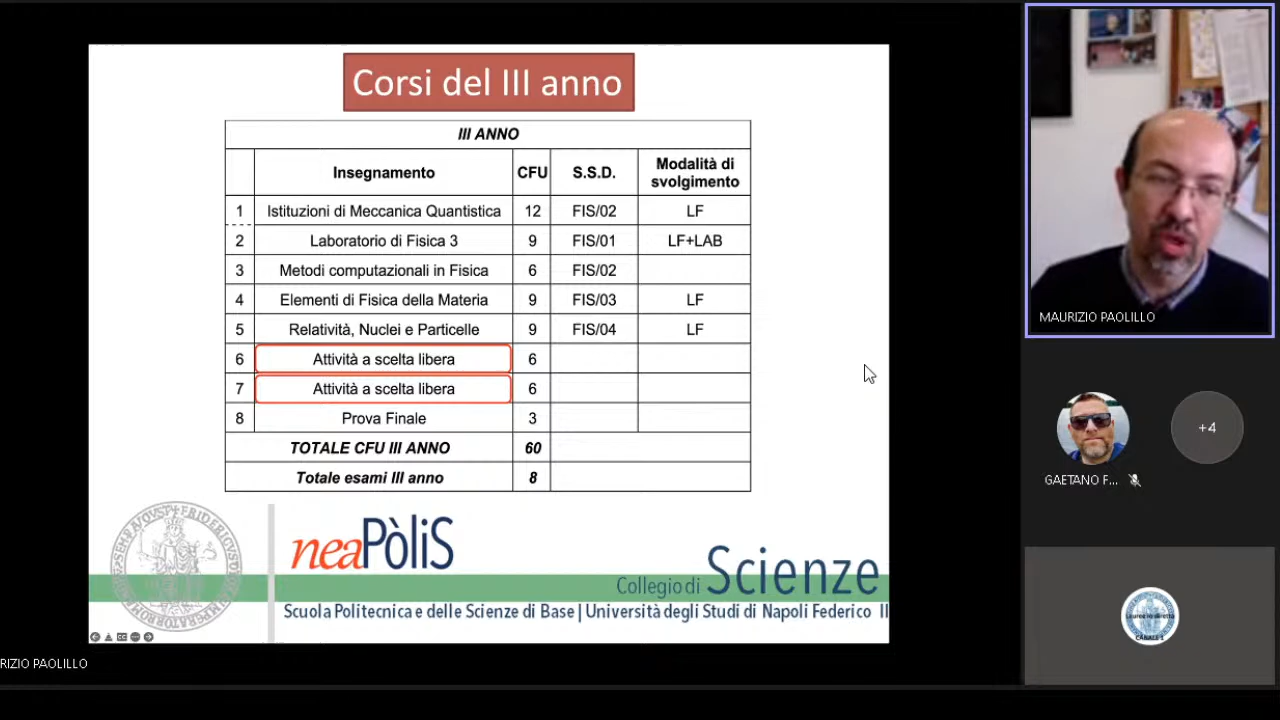 Corsi del III anno
III ANNO
Insegnamento CFU S.S.D. Modalità di svolgimento
1 Istituzioni di Meccanica Quantistica 12 FIS/02 LF
2 Laboratorio di Fisica 3 9 FIS/01 LF+LAB
3 Metodi computazionali in Fisica 6 FIS/02
4 Elementi di Fisica della Materia 9 FIS/03 LF
5 Relatività, Nuclei e Particelle 9 FIS/04 LF
6 Attività a scelta libera 6
7 Attività a scelta libera 6
8 Prova Finale 3
TOTALE CFU III ANNO 60
Totale esami III anno 8
neaPòliS
Collegio di Scienze
Scuola Politecnica e delle Scienze di Base | Università degli Studi di Napoli Federico II
RIZIO PAOLILLO
MAURIZIO PAOLILLO
GAETANO F...
+4